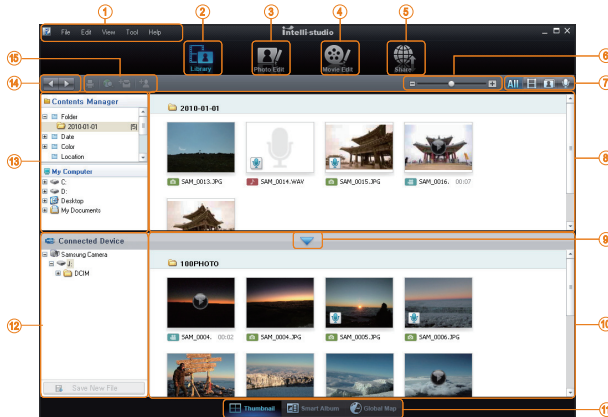 1 2 3 4 5
File Edit View Tool Help
intelli-studio
Library Photo Edit Movie Edit Share
15 6
14 All 7
Contents Manager
Folder
2010-01-01 [5]
Date
Color
Location
13
My Computer
C:
D:
Desktop
My Documents
2010-01-01
SAM_0013.JPG SAM_0014.WAV SAM_0015.JPG SAM_0016. 00:07
8
Connected Device
9
Samsung Camera
J:
DCIM
100PHOTO
SAM_0004. 00:02 SAM_0004.JPG SAM_0005.JPG SAM_0006.JPG
12 10
Save New File
Thumbnail Smart Album Global Map
11